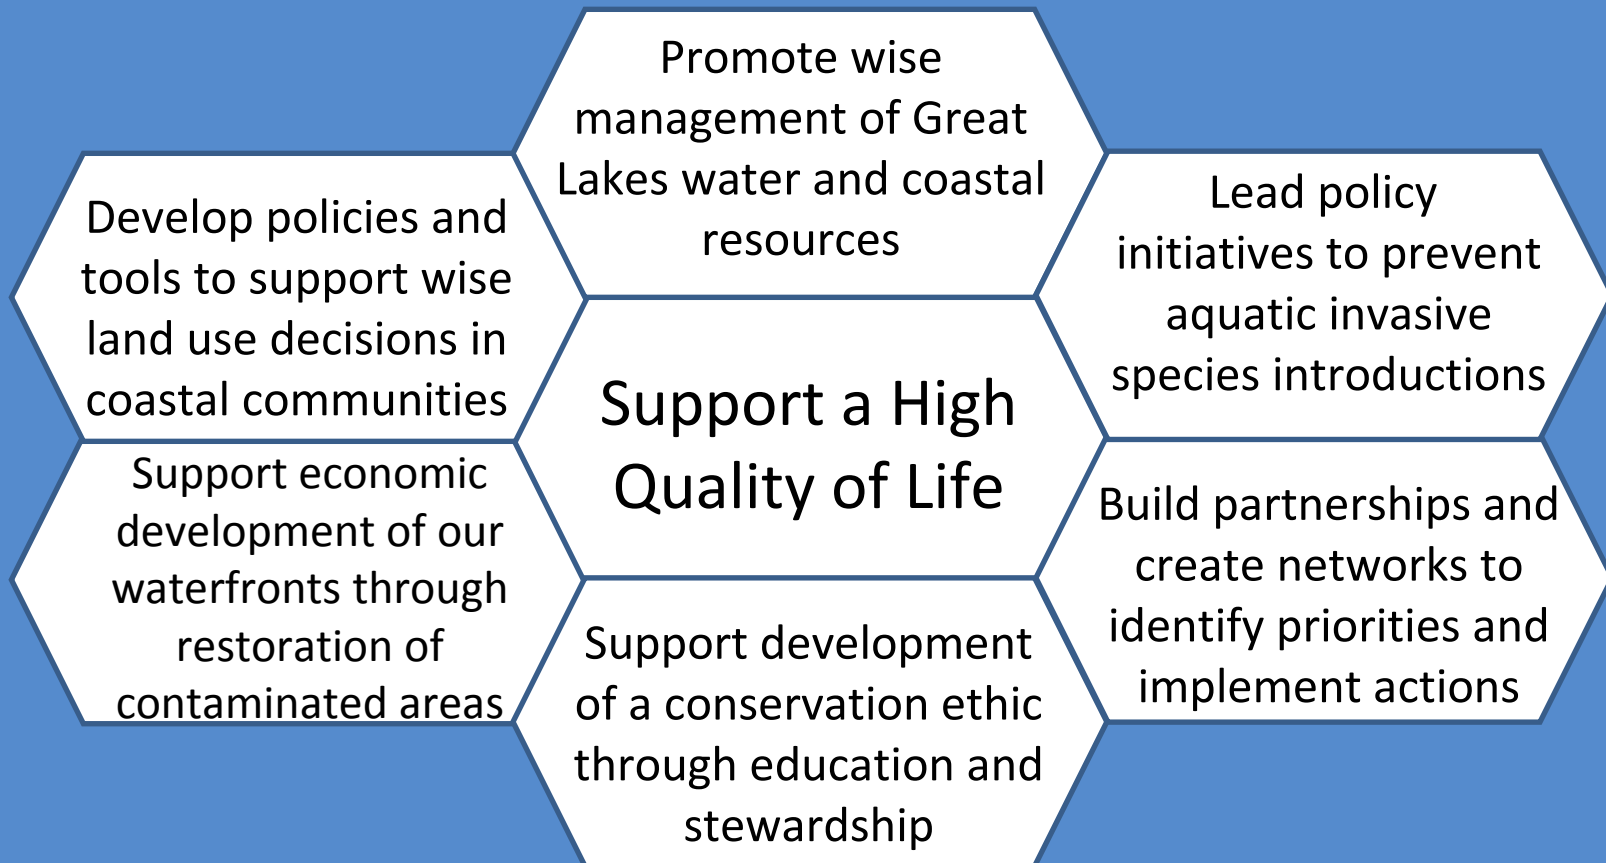 Promote wise
management of Great
Lakes water and coastal
resources
Develop policies and
tools to support wise
land use decisions in
coastal communities
Lead policy
initiatives to prevent
aquatic invasive
species introductions
Support a High
Quality of Life
Support economic
development of our
waterfronts through
restoration of
contaminated areas
Build partnerships and
create networks to
identify priorities and
implement actions
Support development
of a conservation ethic
through education and
stewardship